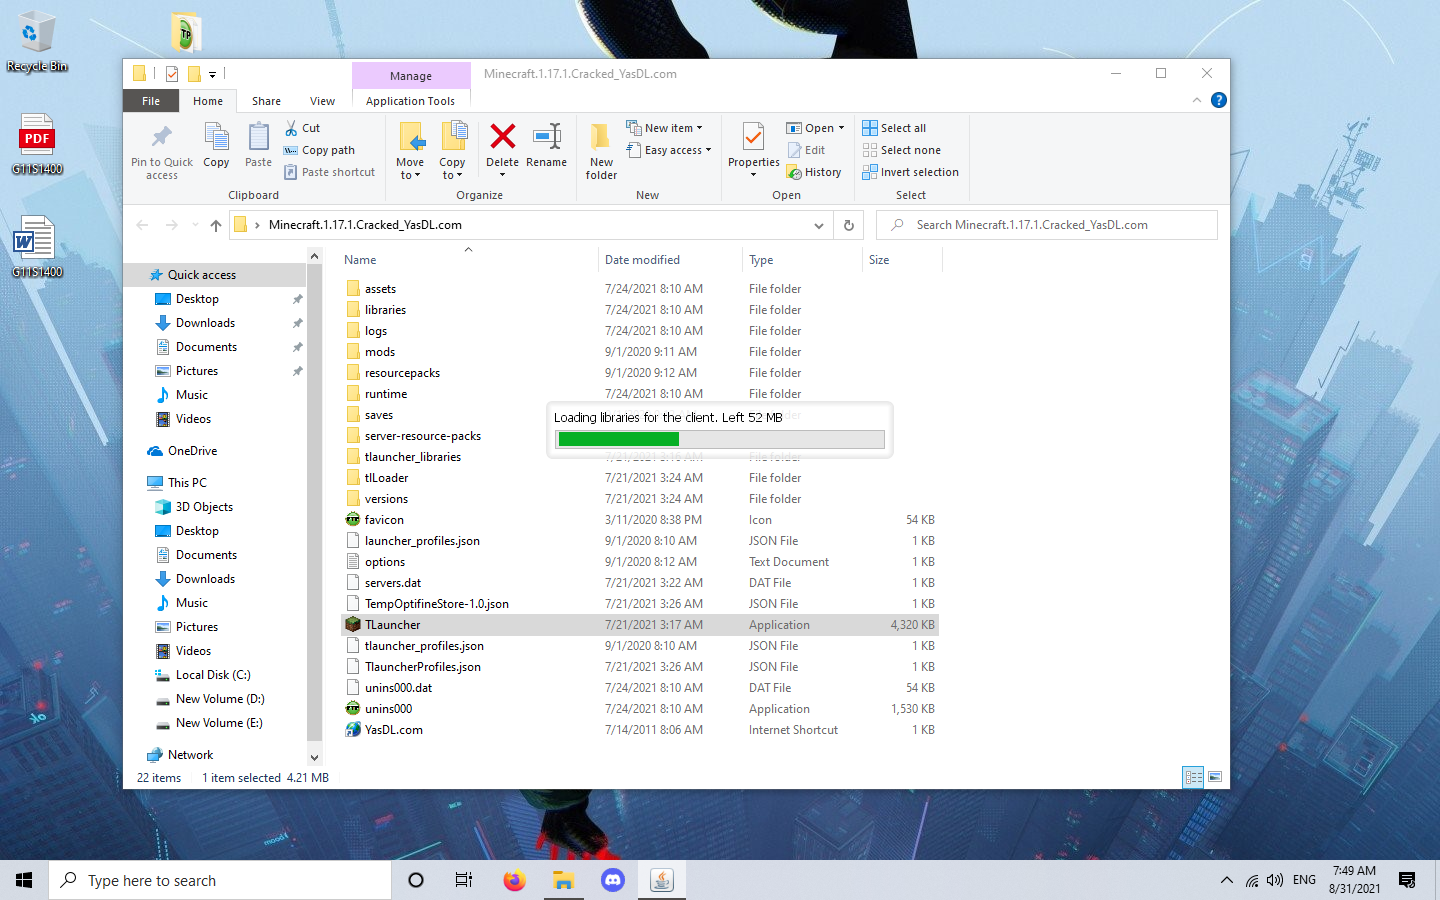 Recycle Bin
Tp
PDF
G11S1400
W
G11S1400
Manage
Minecraft.1.17.1.Cracked_YasDL.com
File
Home
Share
View
Application Tools
Pin to Quick access
Copy
Paste
Cut
Copy path
Paste shortcut
Clipboard
Move to
Copy to
Delete
Rename
Organize
New folder
New item
Easy access
New
Properties
Open
Edit
History
Open
Select all
Select none
Invert selection
Select
Minecraft.1.17.1.Cracked_YasDL.com
Search Minecraft.1.17.1.Cracked_YasDL.com
Quick access
Desktop
Downloads
Documents
Pictures
Music
Videos
OneDrive
This PC
3D Objects
Desktop
Documents
Downloads
Music
Pictures
Videos
Local Disk (C:)
New Volume (D:)
New Volume (E:)
Network
Name Date modified Type Size
assets 7/24/2021 8:10 AM File folder
libraries 7/24/2021 8:10 AM File folder
logs 7/24/2021 8:10 AM File folder
mods 9/1/2020 9:11 AM File folder
resourcepacks 9/1/2020 9:12 AM File folder
runtime 7/24/2021 8:10 AM File folder
saves
Loading libraries for the client. Left 52 MB
server-resource-packs
tlauncher_libraries 7/21/2021 3:16 AM File folder
tlLoader 7/21/2021 3:24 AM File folder
versions 7/21/2021 3:24 AM File folder
favicon 3/11/2020 8:38 PM Icon 54 KB
launcher_profiles.json 9/1/2020 8:10 AM JSON File 1 KB
options 9/1/2020 8:12 AM Text Document 1 KB
servers.dat 7/21/2021 3:22 AM DAT File 1 KB
TempOptifineStore-1.0.json 7/21/2021 3:26 AM JSON File 1 KB
TLauncher 7/21/2021 3:17 AM Application 4,320 KB
tlauncher_profiles.json 9/1/2020 8:10 AM JSON File 1 KB
TlauncherProfiles.json 7/21/2021 3:26 AM JSON File 1 KB
unins000.dat 7/24/2021 8:10 AM DAT File 54 KB
unins000 7/24/2021 8:10 AM Application 1,530 KB
YasDL.com 7/14/2011 8:06 AM Internet Shortcut 1 KB
22 items 1 item selected 4.21 MB
Type here to search
ENG
7:49 AM
8/31/2021